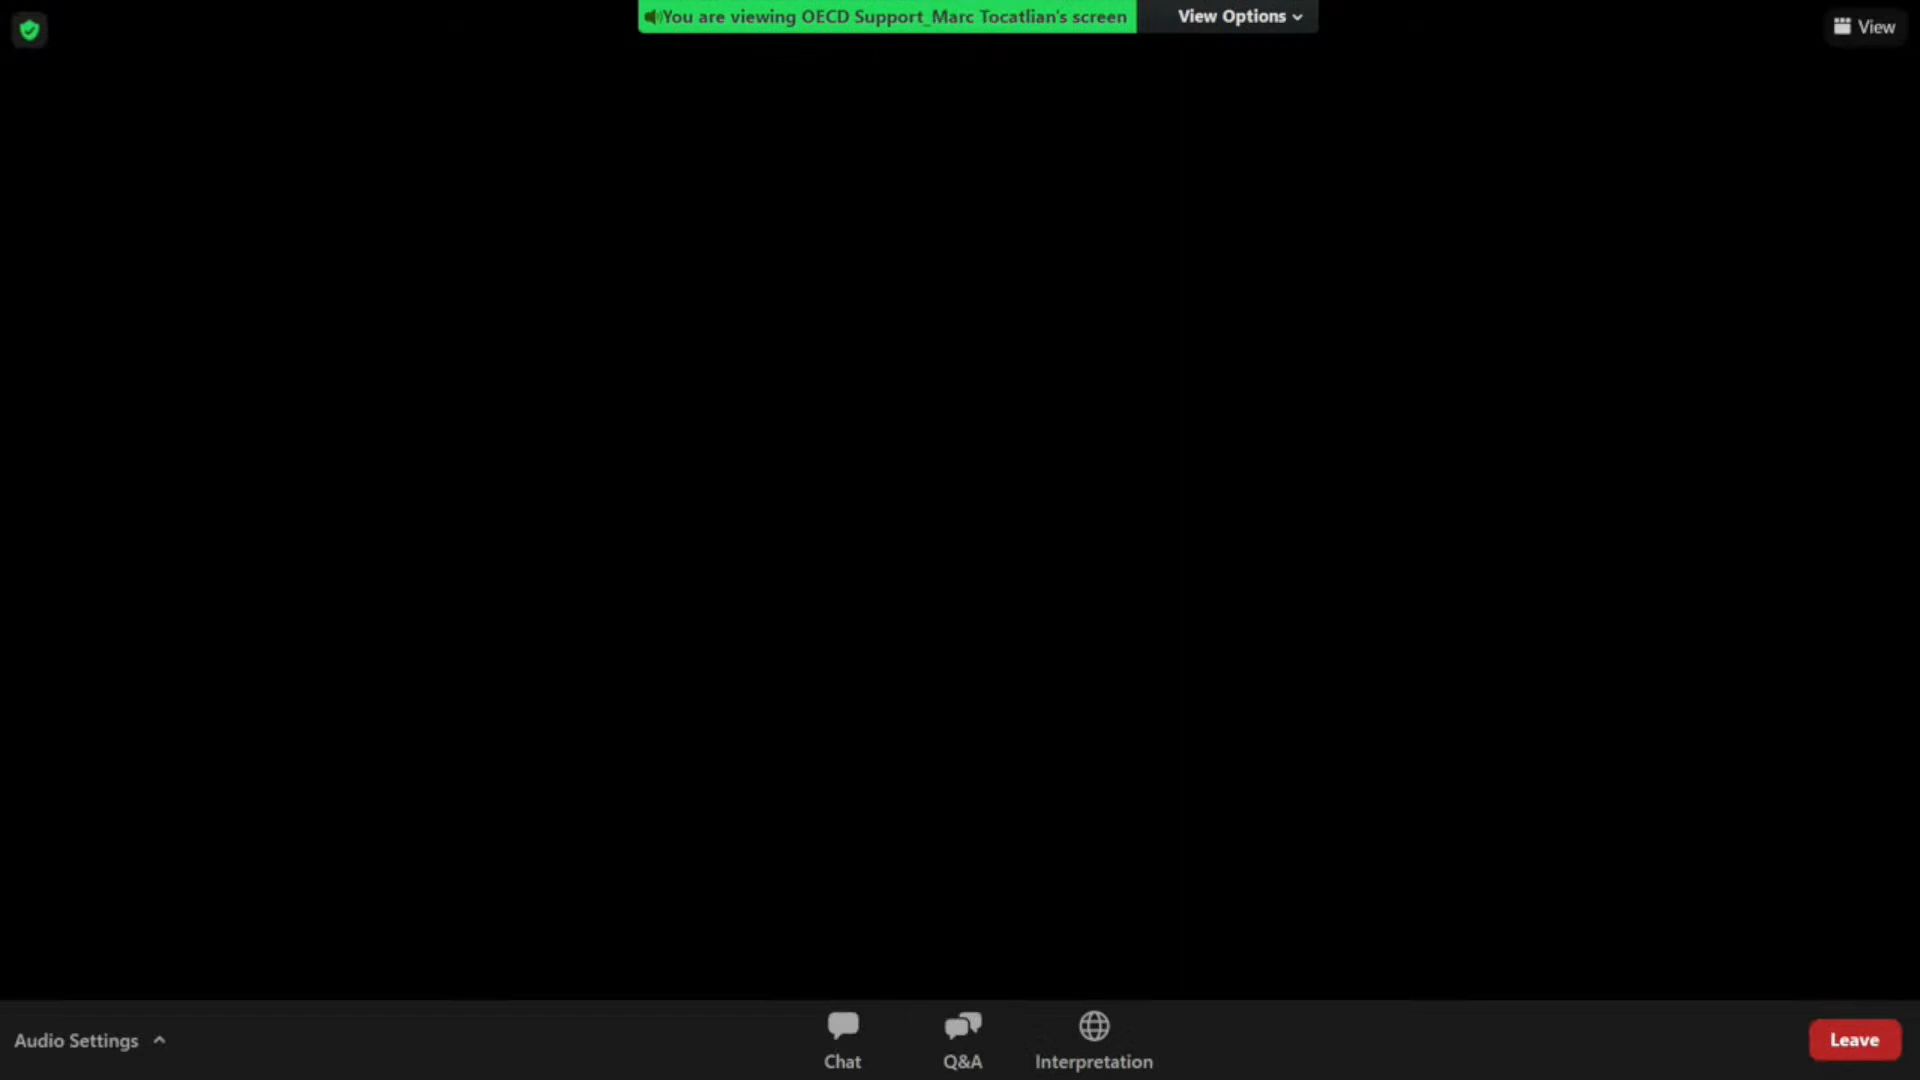 You are viewing OECD Support_Marc Tocatlian's screen
View Options
View
Audio Settings
Chat
Q&A
Interpretation
Leave